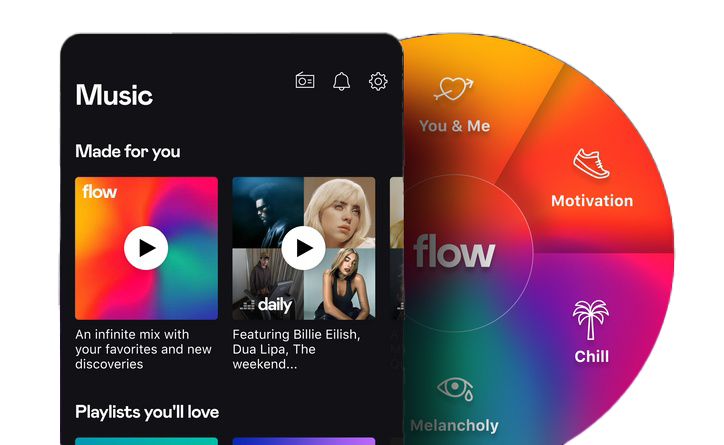 Music
Made for you
flow
daily
An infinite mix with
your favorites and new
discoveries
Featuring Billie Eilish,
Dua Lipa, The
weekend...
Playlists you'll love
You & Me
Motivation
flow
Chill
Melancholy